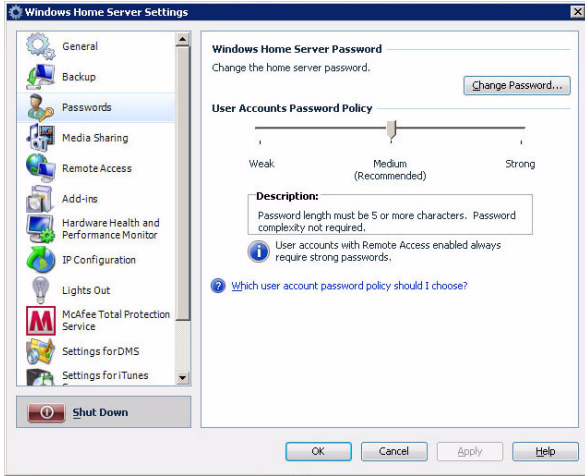 Windows Home Server Settings
General
Backup
Passwords
Media Sharing
Remote Access
Add-ins
Hardware Health and
Performance Monitor
IP Configuration
Lights Out
McAfee Total Protection
Service
Settings forDMS
Settings foriTunes
Shut Down
Windows Home Server Password
Change the home server password.
Change Password...
User Accounts Password Policy
Weak
Medium
(Recommended)
Strong
Description:
Password length must be 5 or more characters. Password
complexity not required.
User accounts with Remote Access enabled always
require strong passwords.
Which user account password policy should I choose?
OK
Cancel
Apply
Help